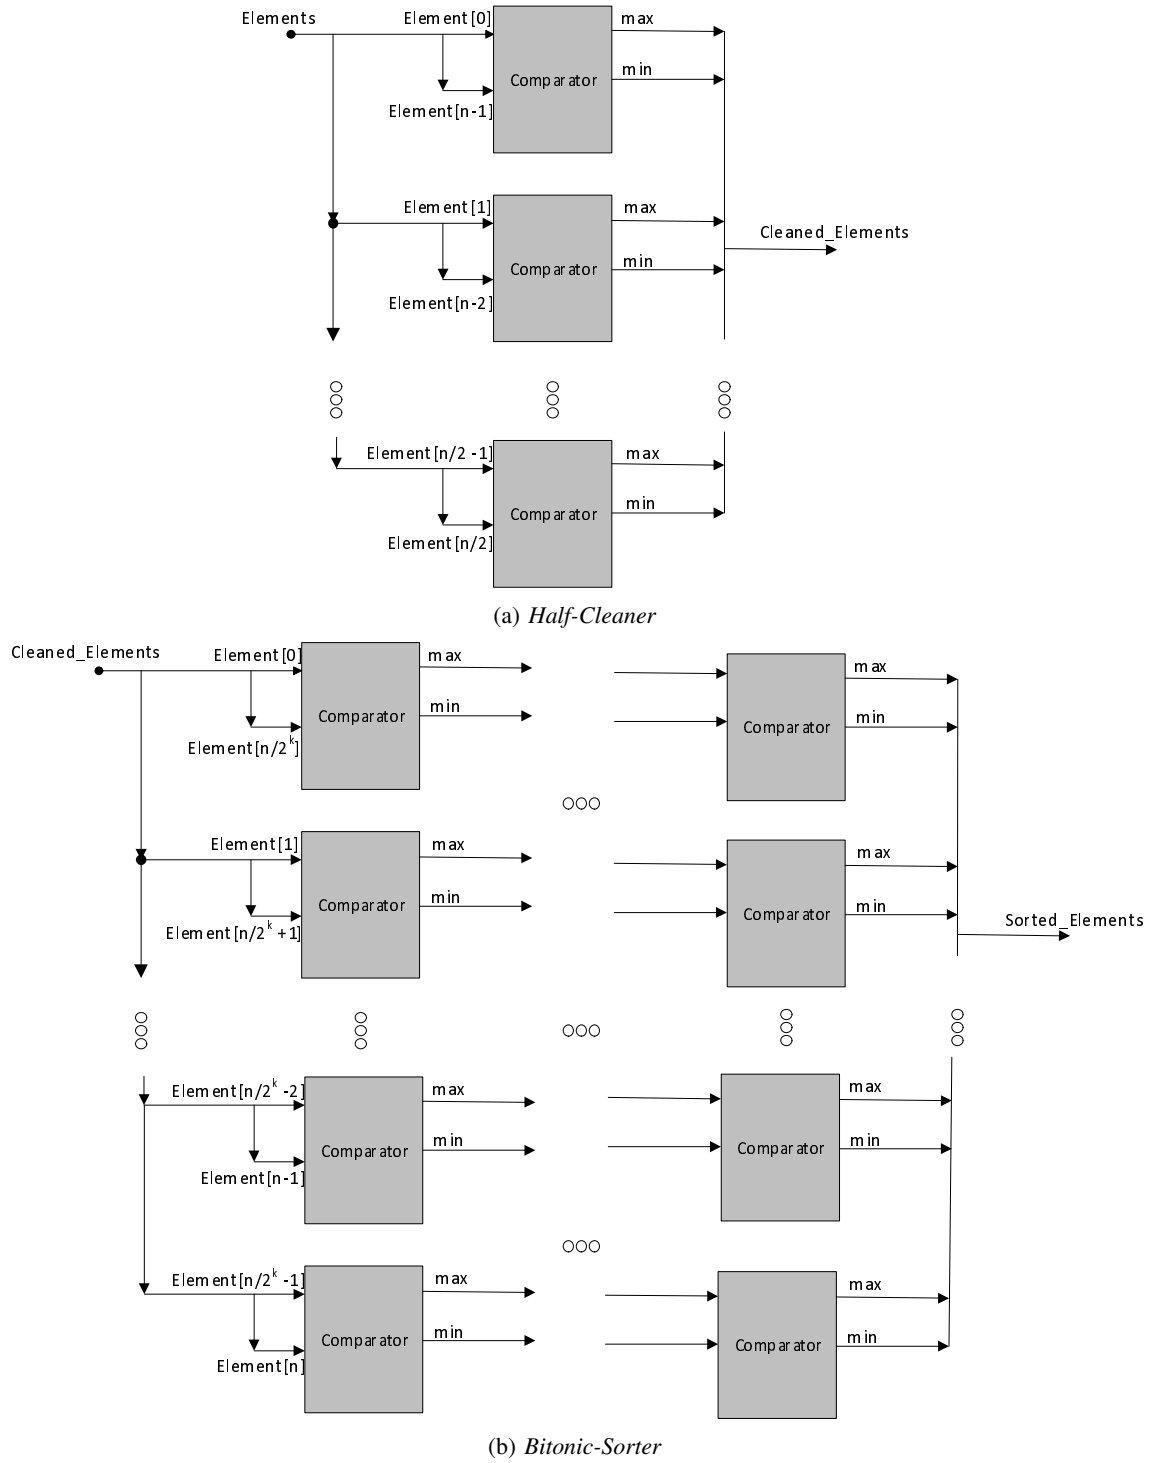 Elements
Element[0]
max
Comparator
min
Element[n-1]
Element[1]
max
Comparator
min
Element[n-2]
Cleaned_Elements
Element[n/2 -1]
max
Comparator
min
Element[n/2]
(a) Half-Cleaner
Cleaned_Elements
Element[0]
max
Comparator
min
Element[n/2^k]
max
Comparator
min
Element[1]
max
Comparator
min
Element[n/2^k +1]
max
Comparator
min
Sorted_Elements
Element[n/2^k -2]
max
Comparator
min
Element[n-1]
max
Comparator
min
Element[n/2^k -1]
max
Comparator
min
Element[n]
max
Comparator
min
(b) Bitonic-Sorter